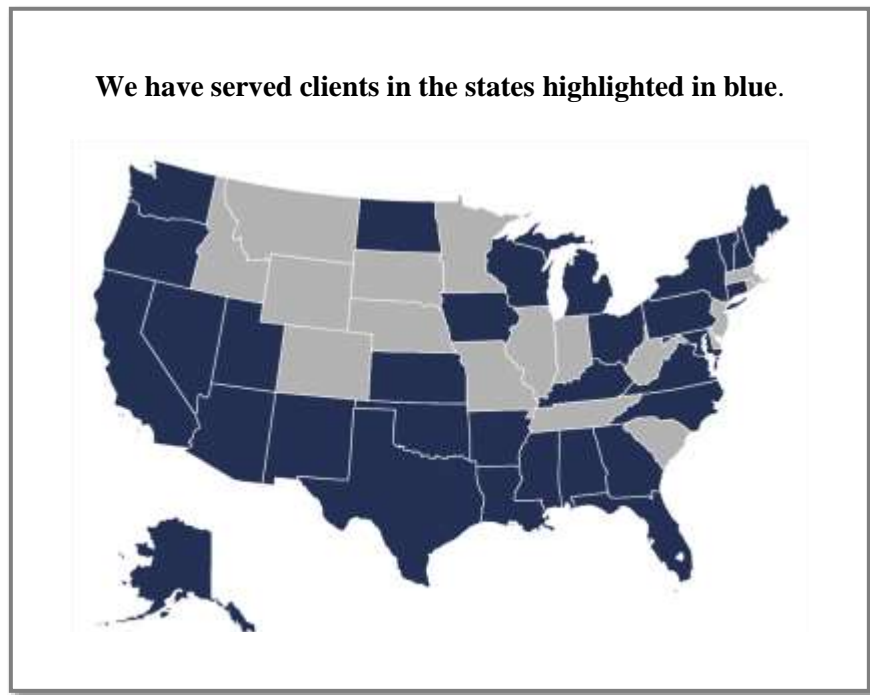 We have served clients in the states highlighted in blue.